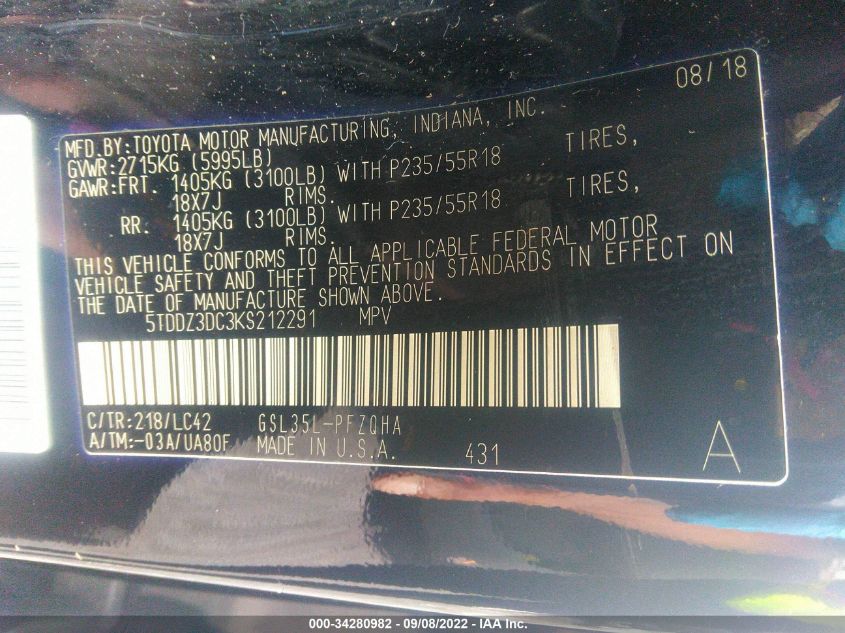 08/18
MFD.BY:TOYOTA MOTOR MANUFACTURING, INDIANA, INC.
GVWR:2715KG (5995LB)
GAWR:FRT. 1405KG (3100LB) WITH P235/55R18 TIRES,
18X7J RIMS.
RR. 1405KG (3100LB) WITH P235/55R18 TIRES,
18X7J RIMS.
THIS VEHICLE CONFORMS TO ALL APPLICABLE FEDERAL MOTOR
VEHICLE SAFETY AND THEFT PREVENTION STANDARDS IN EFFECT ON
THE DATE OF MANUFACTURE SHOWN ABOVE.
5TDDZ3DC3KS212291 MPV
C/TR:218/LC42 GSL35L-PFZQHA
A/TM:-03A/UA80F MADE IN U.S.A. 431 A
000-34280982 - 09/08/2022 - IAA Inc.